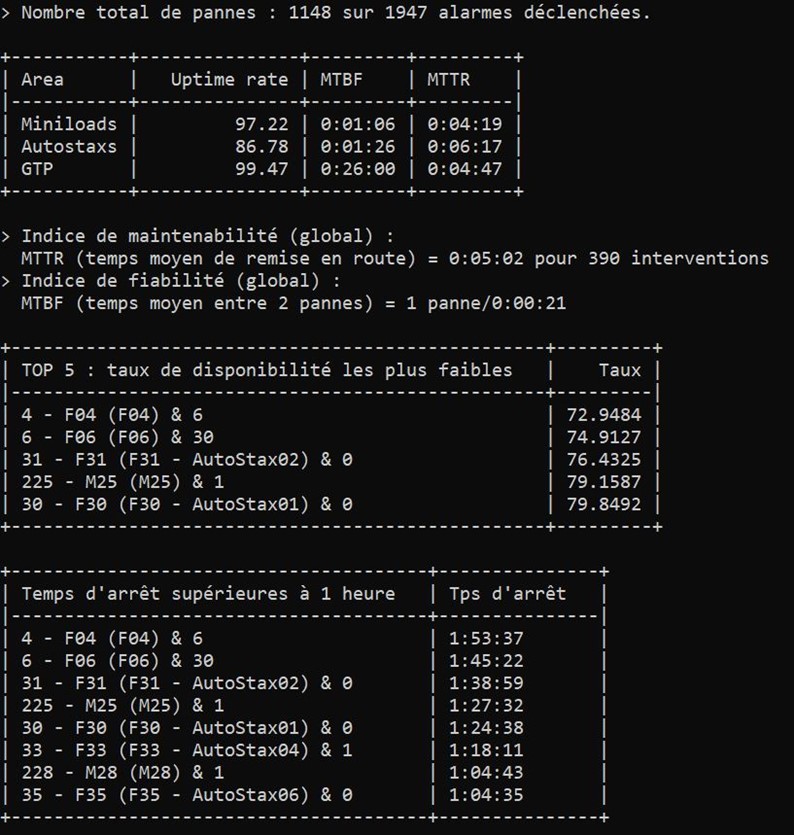 > Nombre total de pannes : 1148 sur 1947 alarmes déclenchées.
+-----------+---------------+---------+---------+
| Area      |   Uptime rate | MTBF    | MTTR    |
|-----------+---------------+---------+---------|
| Miniloads |         97.22 | 0:01:06 | 0:04:19 |
| Autostaxs |         86.78 | 0:01:26 | 0:06:17 |
| GTP       |         99.47 | 0:26:00 | 0:04:47 |
+-----------+---------------+---------+---------+
> Indice de maintenabilité (global) :
  MTTR (temps moyen de remise en route) = 0:05:02 pour 390 interventions
> Indice de fiabilité (global) :
  MTBF (temps moyen entre 2 pannes) = 1 panne/0:00:21
+--------------------------------------------------+---------+
| TOP 5 : taux de disponibilité les plus faibles   |    Taux |
|--------------------------------------------------+---------|
| 4 - F04 (F04) & 6                                | 72.9484 |
| 6 - F06 (F06) & 30                               | 74.9127 |
| 31 - F31 (F31 - AutoStax02) & 0                  | 76.4325 |
| 225 - M25 (M25) & 1                              | 79.1587 |
| 30 - F30 (F30 - AutoStax01) & 0                  | 79.8492 |
+--------------------------------------------------+---------+
+---------------------------------------+---------------+
| Temps d'arrêt supérieures à 1 heure   | Tps d'arrêt   |
|---------------------------------------+---------------|
| 4 - F04 (F04) & 6                     | 1:53:37       |
| 6 - F06 (F06) & 30                    | 1:45:22       |
| 31 - F31 (F31 - AutoStax02) & 0       | 1:38:59       |
| 225 - M25 (M25) & 1                   | 1:27:32       |
| 30 - F30 (F30 - AutoStax01) & 0       | 1:24:38       |
| 33 - F33 (F33 - AutoStax04) & 1       | 1:18:11       |
| 228 - M28 (M28) & 1                   | 1:04:43       |
| 35 - F35 (F35 - AutoStax06) & 0       | 1:04:35       |
+---------------------------------------+---------------+